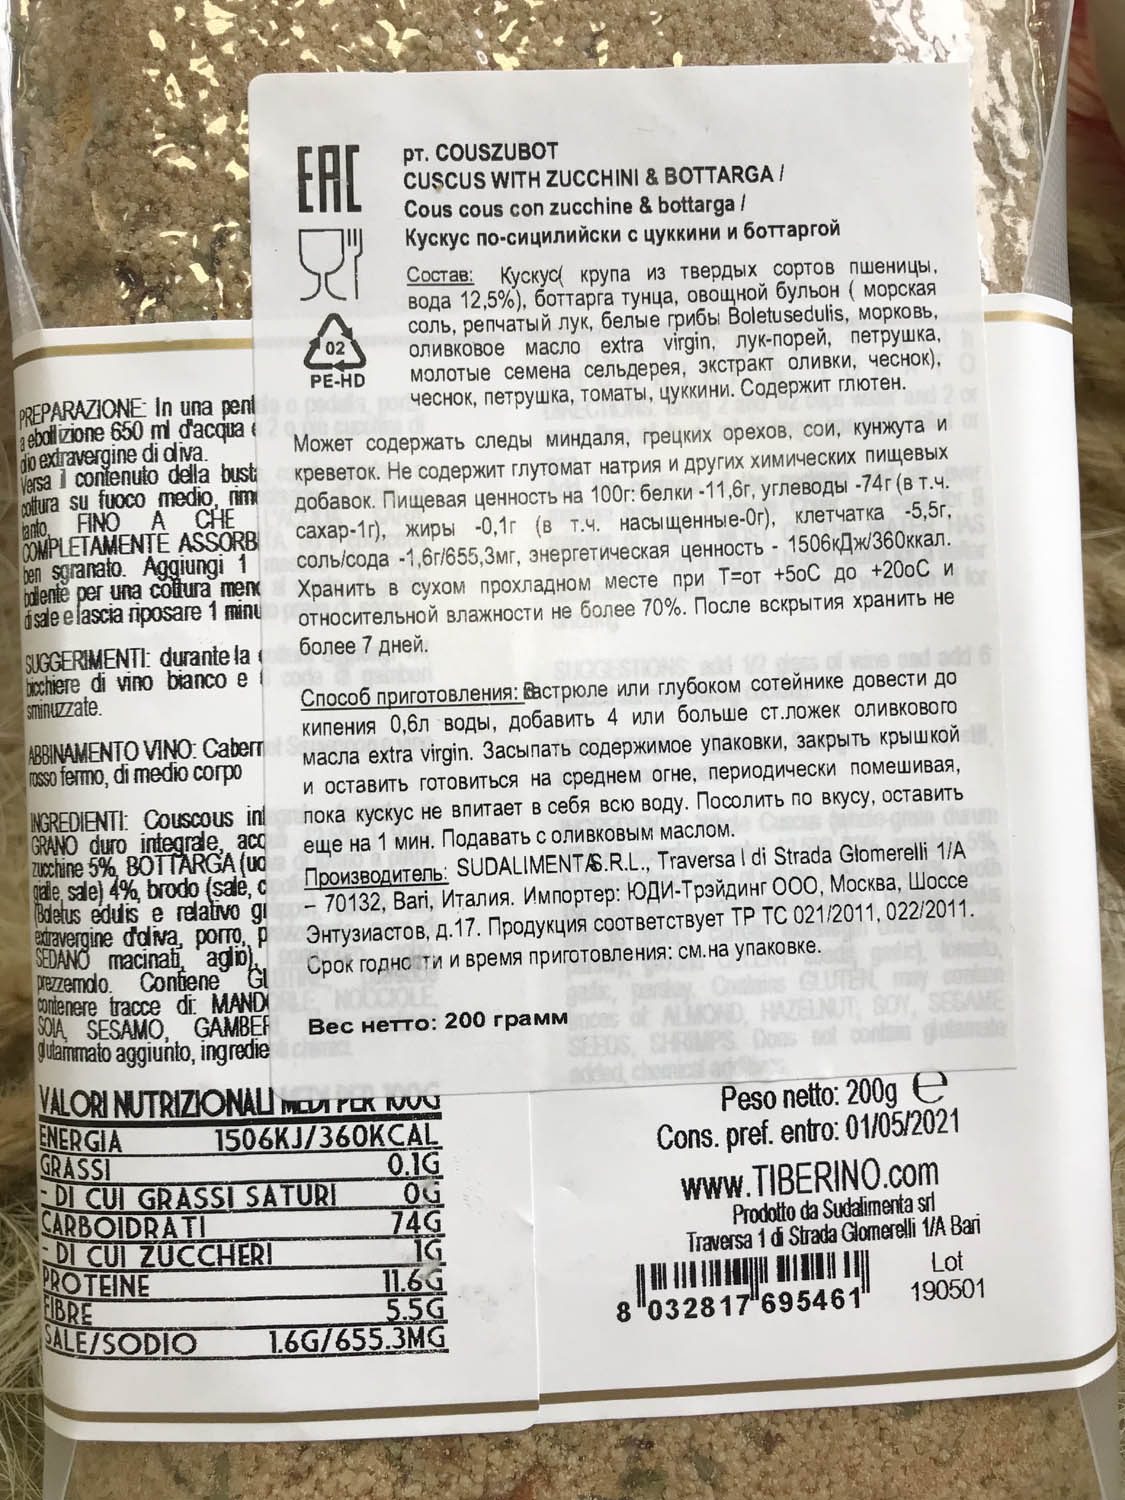 EAC
рт. COUSZUBOT
CUSCUS WITH ZUCCHINI & BOTTARGA /
Cous cous con zucchine & bottarga /
Кускус по-сицилийски с цуккини и боттаргой
02
PE-HD
Состав: Кускус( крупа из твердых сортов пшеницы,
вода 12,5%), боттарга тунца, овощной бульон ( морская
соль, репчатый лук, белые грибы Boletusedulis, морковь,
оливковое масло extra virgin, лук-порей, петрушка,
молотые семена сельдерея, экстракт оливки, чеснок),
чеснок, петрушка, томаты, цуккини. Содержит глютен.
Может содержать следы миндаля, грецких орехов, сои, кунжута и
креветок. Не содержит глутомат натрия и других химических пищевых
добавок. Пищевая ценность на 100г: белки -11,6г, углеводы -74г (в т.ч.
сахар-1г), жиры -0,1г (в т.ч. насыщенные-0г), клетчатка -5,5г,
соль/сода -1,6г/655,3мг, энергетическая ценность - 1506кДж/360ккал.
Хранить в сухом прохладном месте при Т=от +5оС до +20оС и
относительной влажности не более 70%. После вскрытия хранить не
более 7 дней.
Способ приготовления: Вкастрюле или глубоком сотейнике довести до
кипения 0,6л воды, добавить 4 или больше ст.ложек оливкового
масла extra virgin. Засыпать содержимое упаковки, закрыть крышкой
и оставить готовиться на среднем огне, периодически помешивая,
пока кускус не впитает в себя всю воду. Посолить по вкусу, оставить
еще на 1 мин. Подавать с оливковым маслом.
Производитель: SUDALIMENTAS.R.L., Traversa I di Strada Glomerelli 1/A
– 70132, Bari, Италия. Импортер: ЮДИ-Трэйдинг ООО, Москва, Шоссе
Энтузиастов, д.17. Продукция соответствует ТР ТС 021/2011, 022/2011.
Срок годности и время приготовления: см.на упаковке.
Вес нетто: 200 грамм
PREPARAZIONE: In una pent
a ebollizione 650 ml d'acqua
olio extravergine di oliva.
Versa il contenuto della bust
cottura su fuoco medio, rim
tanto, FINO A CHE
COMPLETAMENTE ASSORB
ben sgranato. Aggiungi 1
bollente per una cottura men
di sale e lascia riposare 1 minu
SUGGERIMENTI: durante la
bicchiere di vino bianco e
sminuzzate.
ABBINAMENTO VINO: Cabern
rosso fermo, di medio corpo
INGREDIENTI: Couscous int
GRANO duro integrale, acq
zucchine 5%, BOTTARGA (uo
gialle, sale) 4%, brodo (sale, c
Boletus edulis e relativo
extravergine d'oliva, porro, p
SEDANO macinati, aglio),
prezzemolo. Contiene GL
contenere tracce di: MAND
SOIA, SESAMO, GAMBER
glutammato aggiunto, ingredie
VALORI NUTRIZIONALI MEDI PER 100G
ENERGIA 1506KJ/360KCAL
GRASSI 0.1G
- DI CUI GRASSI SATURI 0G
CARBOIDRATI 74G
- DI CUI ZUCCHERI 1G
PROTEINE 11.6G
FIBRE 5.5G
SALE/SODIO 1.6G/655.3MG
Peso netto: 200g e
Cons. pref. entro: 01/05/2021
www.TIBERINO.com
Prodotto da Sudalimenta srl
Traversa 1 di Strada Glomerelli 1/A Bari
Lot
190501
8 032817 695461